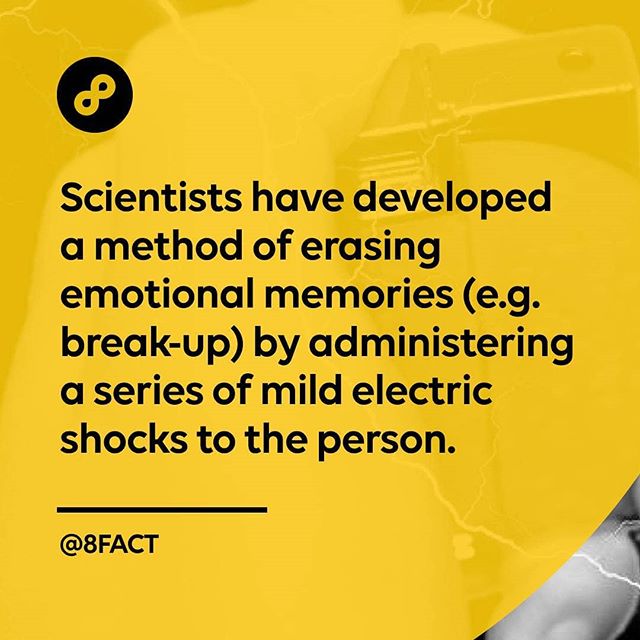 Scientists have developed
a method of erasing
emotional memories (e.g.
break-up) by administering
a series of mild electric
shocks to the person.
@8FACT